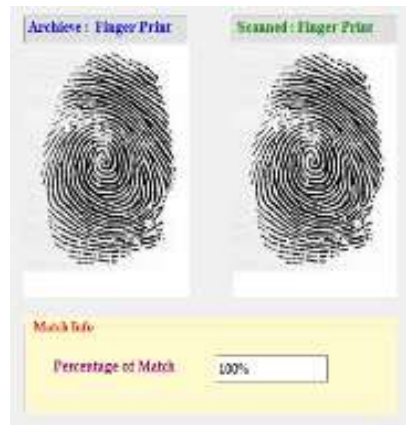 Archieve : Finger Print
Scanned : Finger Print
Match Info
Percentage of Match
100%